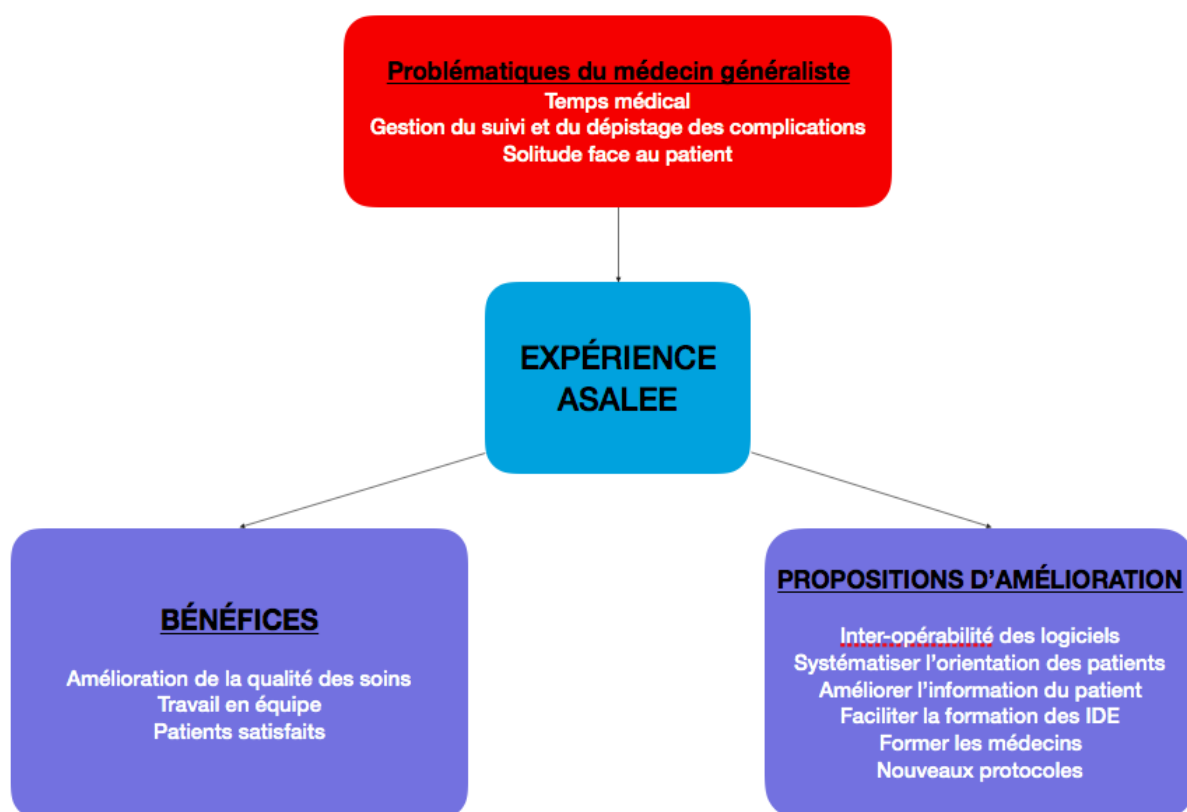 Problématiques du médecin généraliste
Temps médical
Gestion du suivi et du dépistage des complications
Solitude face au patient
EXPÉRIENCE
ASALEE
BÉNÉFICES
Amélioration de la qualité des soins
Travail en équipe
Patients satisfaits
PROPOSITIONS D'AMÉLIORATION
Inter-opérabilité des logiciels
Systématiser l'orientation des patients
Améliorer l'information du patient
Faciliter la formation des IDE
Former les médecins
Nouveaux protocoles